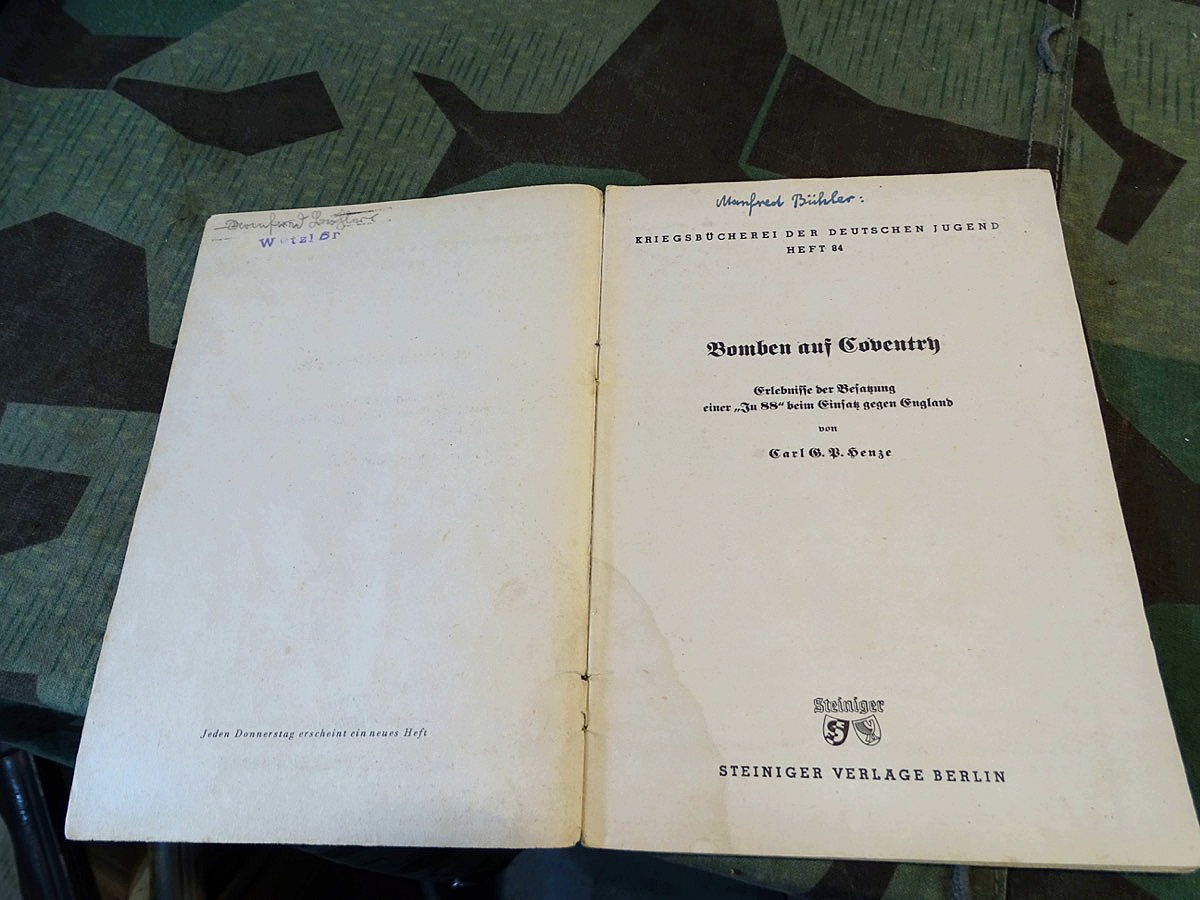 Manfred Bühler:
KRIEGSBÜCHEREI DER DEUTSCHEN JUGEND
HEFT 84
Bomben auf Coventry
Erlebnisse der Besatzung
einer „Ju 88“ beim Einsatz gegen England
von
Carl G. P. Henze
Jeden Donnerstag erscheint ein neues Heft
Steiniger
STEINIGER VERLAGE BERLIN